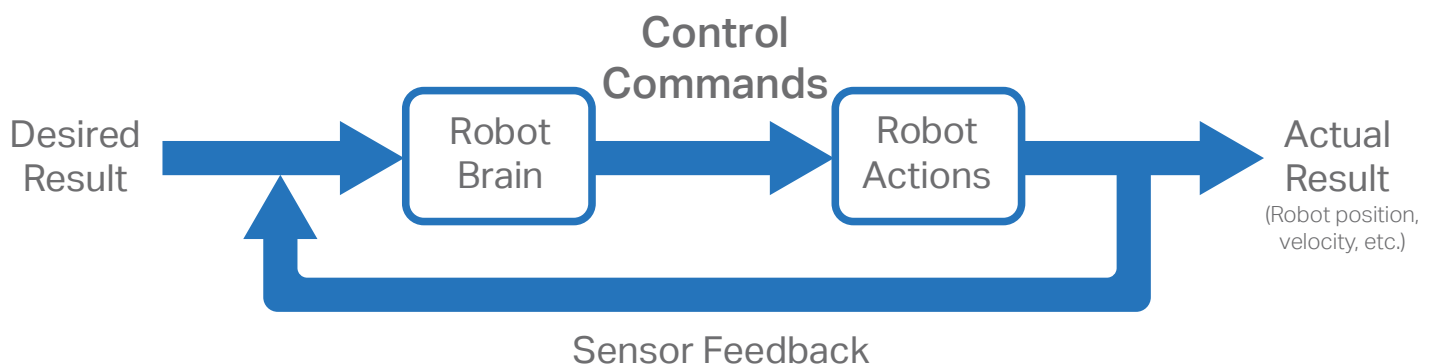 Control
Commands
Desired
Result
Robot
Brain
Robot
Actions
Actual
Result
(Robot position,
velocity, etc.)
Sensor Feedback